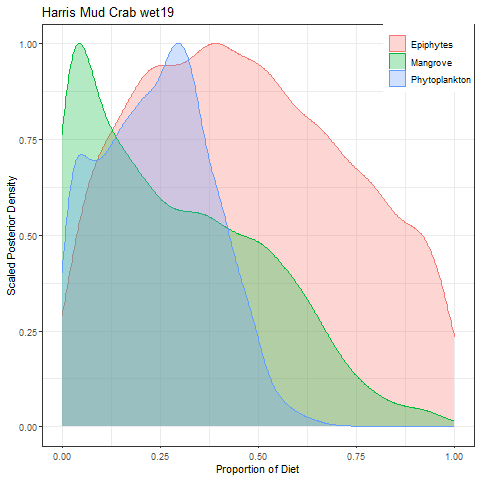 Harris Mud Crab wet19
Epiphytes
Mangrove
Phytoplankton
1.00
0.75
0.50
0.25
0.00
Scaled Posterior Density
0.00 0.25 0.50 0.75 1.00
Proportion of Diet